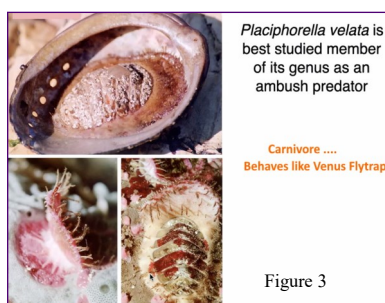 Placiphorella velata is
best studied member
of its genus as an
ambush predator
Carnivore ....
Behaves like Venus Flytrap
Figure 3